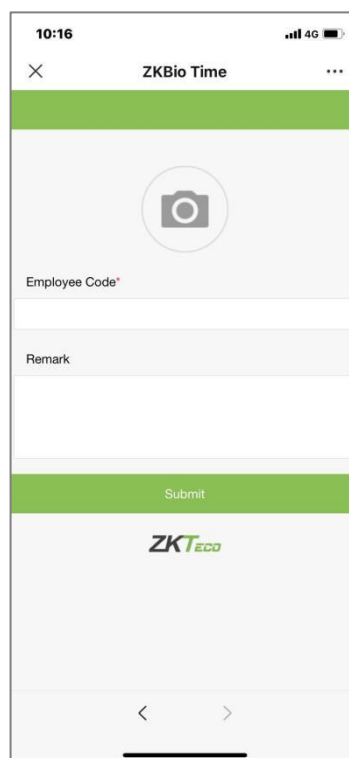 10:16
4G
ZKBio Time
Employee Code*
Remark
Submit
ZKTECO